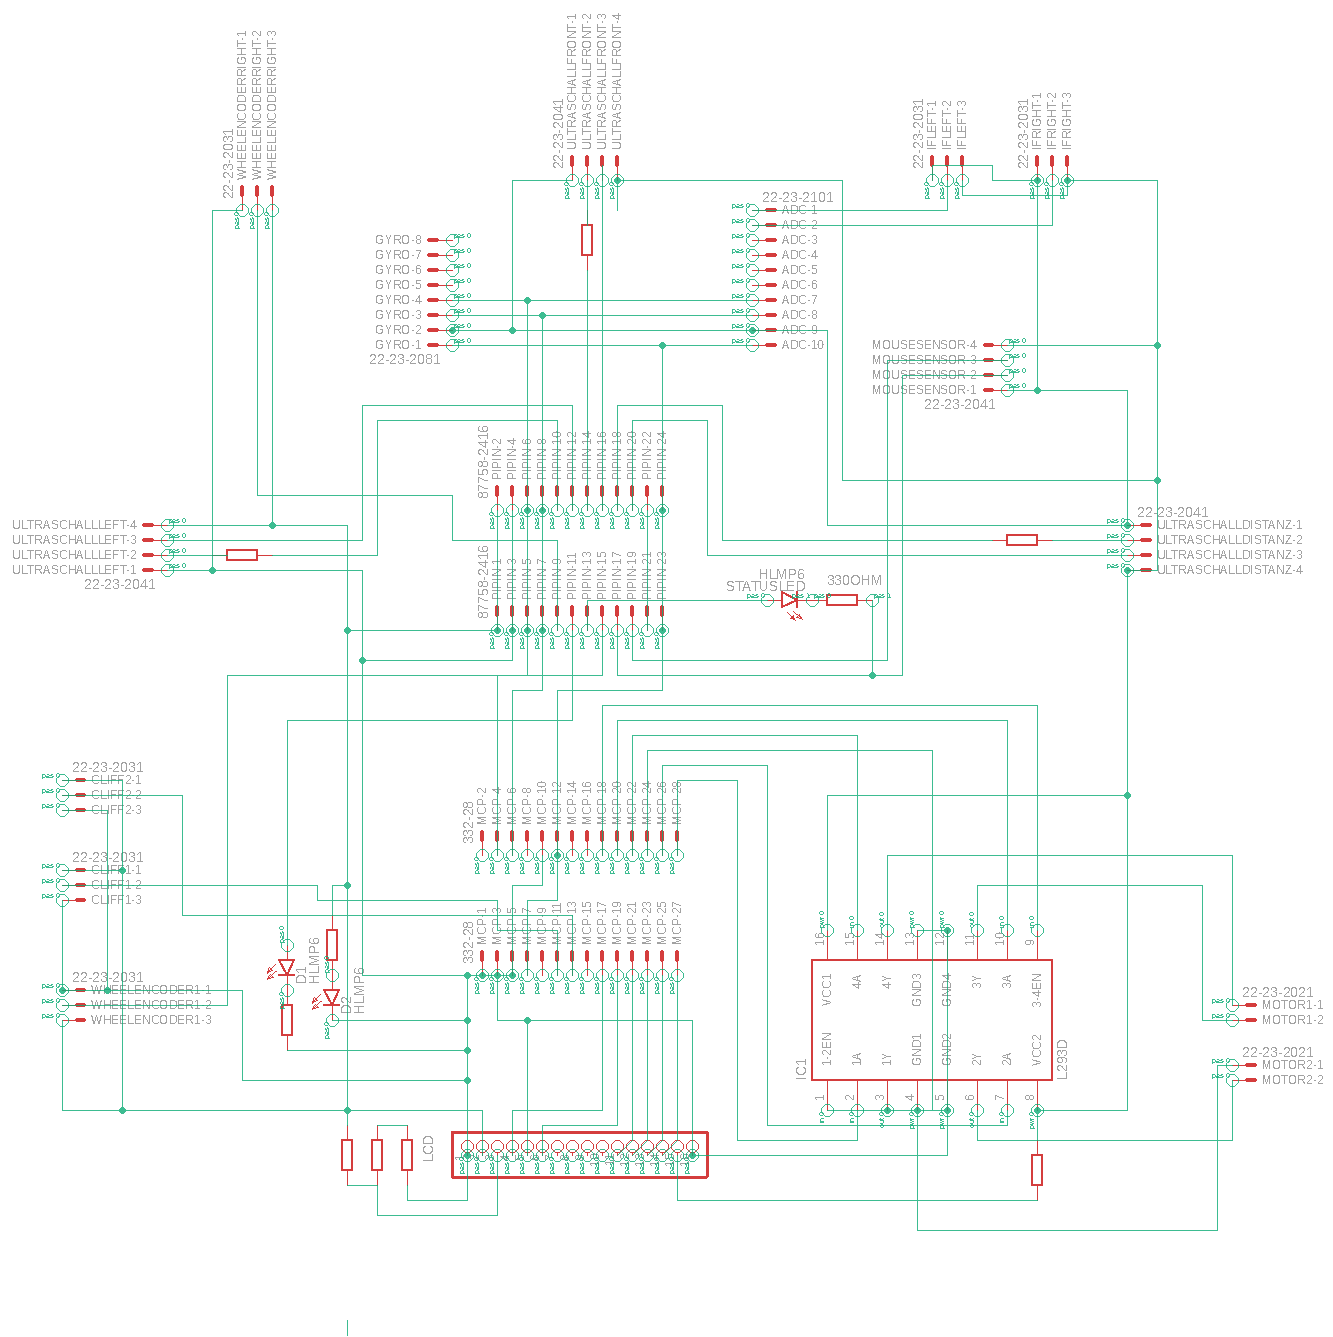 WHEELENCODERRIGHT-1
WHEELENCODERRIGHT-2
WHEELENCODERRIGHT-3
22-23-2031
ULTRASCHALLFRONT-1
ULTRASCHALLFRONT-2
ULTRASCHALLFRONT-3
ULTRASCHALLFRONT-4
22-23-2041
IFLEFT-1
IFLEFT-2
IFLEFT-3
22-23-2031
IFRIGHT-1
IFRIGHT-2
IFRIGHT-3
22-23-2031
22-23-2101
ADC-1
ADC-2
ADC-3
ADC-4
ADC-5
ADC-6
ADC-7
ADC-8
ADC-9
ADC-10
GYRO-8
GYRO-7
GYRO-6
GYRO-5
GYRO-4
GYRO-3
GYRO-2
GYRO-1
22-23-2081
MOUSESENSOR-4
MOUSESENSOR-3
MOUSESENSOR-2
MOUSESENSOR-1
22-23-2041
87758-2416
PIPIN-2
PIPIN-4
PIPIN-6
PIPIN-8
PIPIN-10
PIPIN-12
PIPIN-14
PIPIN-16
PIPIN-18
PIPIN-20
PIPIN-22
PIPIN-24
ULTRASCHALLLEFT-4
ULTRASCHALLLEFT-3
ULTRASCHALLLEFT-2
ULTRASCHALLLEFT-1
22-23-2041
22-23-2041
ULTRASCHALLDISTANZ-1
ULTRASCHALLDISTANZ-2
ULTRASCHALLDISTANZ-3
ULTRASCHALLDISTANZ-4
87758-2416
PIPIN-1
PIPIN-3
PIPIN-5
PIPIN-7
PIPIN-9
PIPIN-11
PIPIN-13
PIPIN-15
PIPIN-17
PIPIN-19
PIPIN-21
PIPIN-23
HLMP6
STATUSLED
330OHM
22-23-2031
CLIFF2-1
CLIFF2-2
CLIFF2-3
22-23-2031
CLIFF1-1
CLIFF1-2
CLIFF1-3
22-23-2031
WHEELENCODER1-1
WHEELENCODER1-2
WHEELENCODER1-3
332-28
MCP-2
MCP-4
MCP-6
MCP-8
MCP-10
MCP-12
MCP-14
MCP-16
MCP-18
MCP-20
MCP-22
MCP-24
MCP-26
MCP-28
332-28
MCP-1
MCP-3
MCP-5
MCP-7
MCP-9
MCP-11
MCP-13
MCP-15
MCP-17
MCP-19
MCP-21
MCP-23
MCP-25
MCP-27
D1
HLMP6
D2
HLMP6
16
15
14
13
12
11
10
9
VCC1
4A
4Y
GND3
GND4
3Y
3A
3-4EN
1-2EN
1A
1Y
GND1
GND2
2Y
2A
VCC2
IC1
L293D
1
2
3
4
5
6
7
8
22-23-2021
MOTOR1-1
MOTOR1-2
22-23-2021
MOTOR2-1
MOTOR2-2
LCD